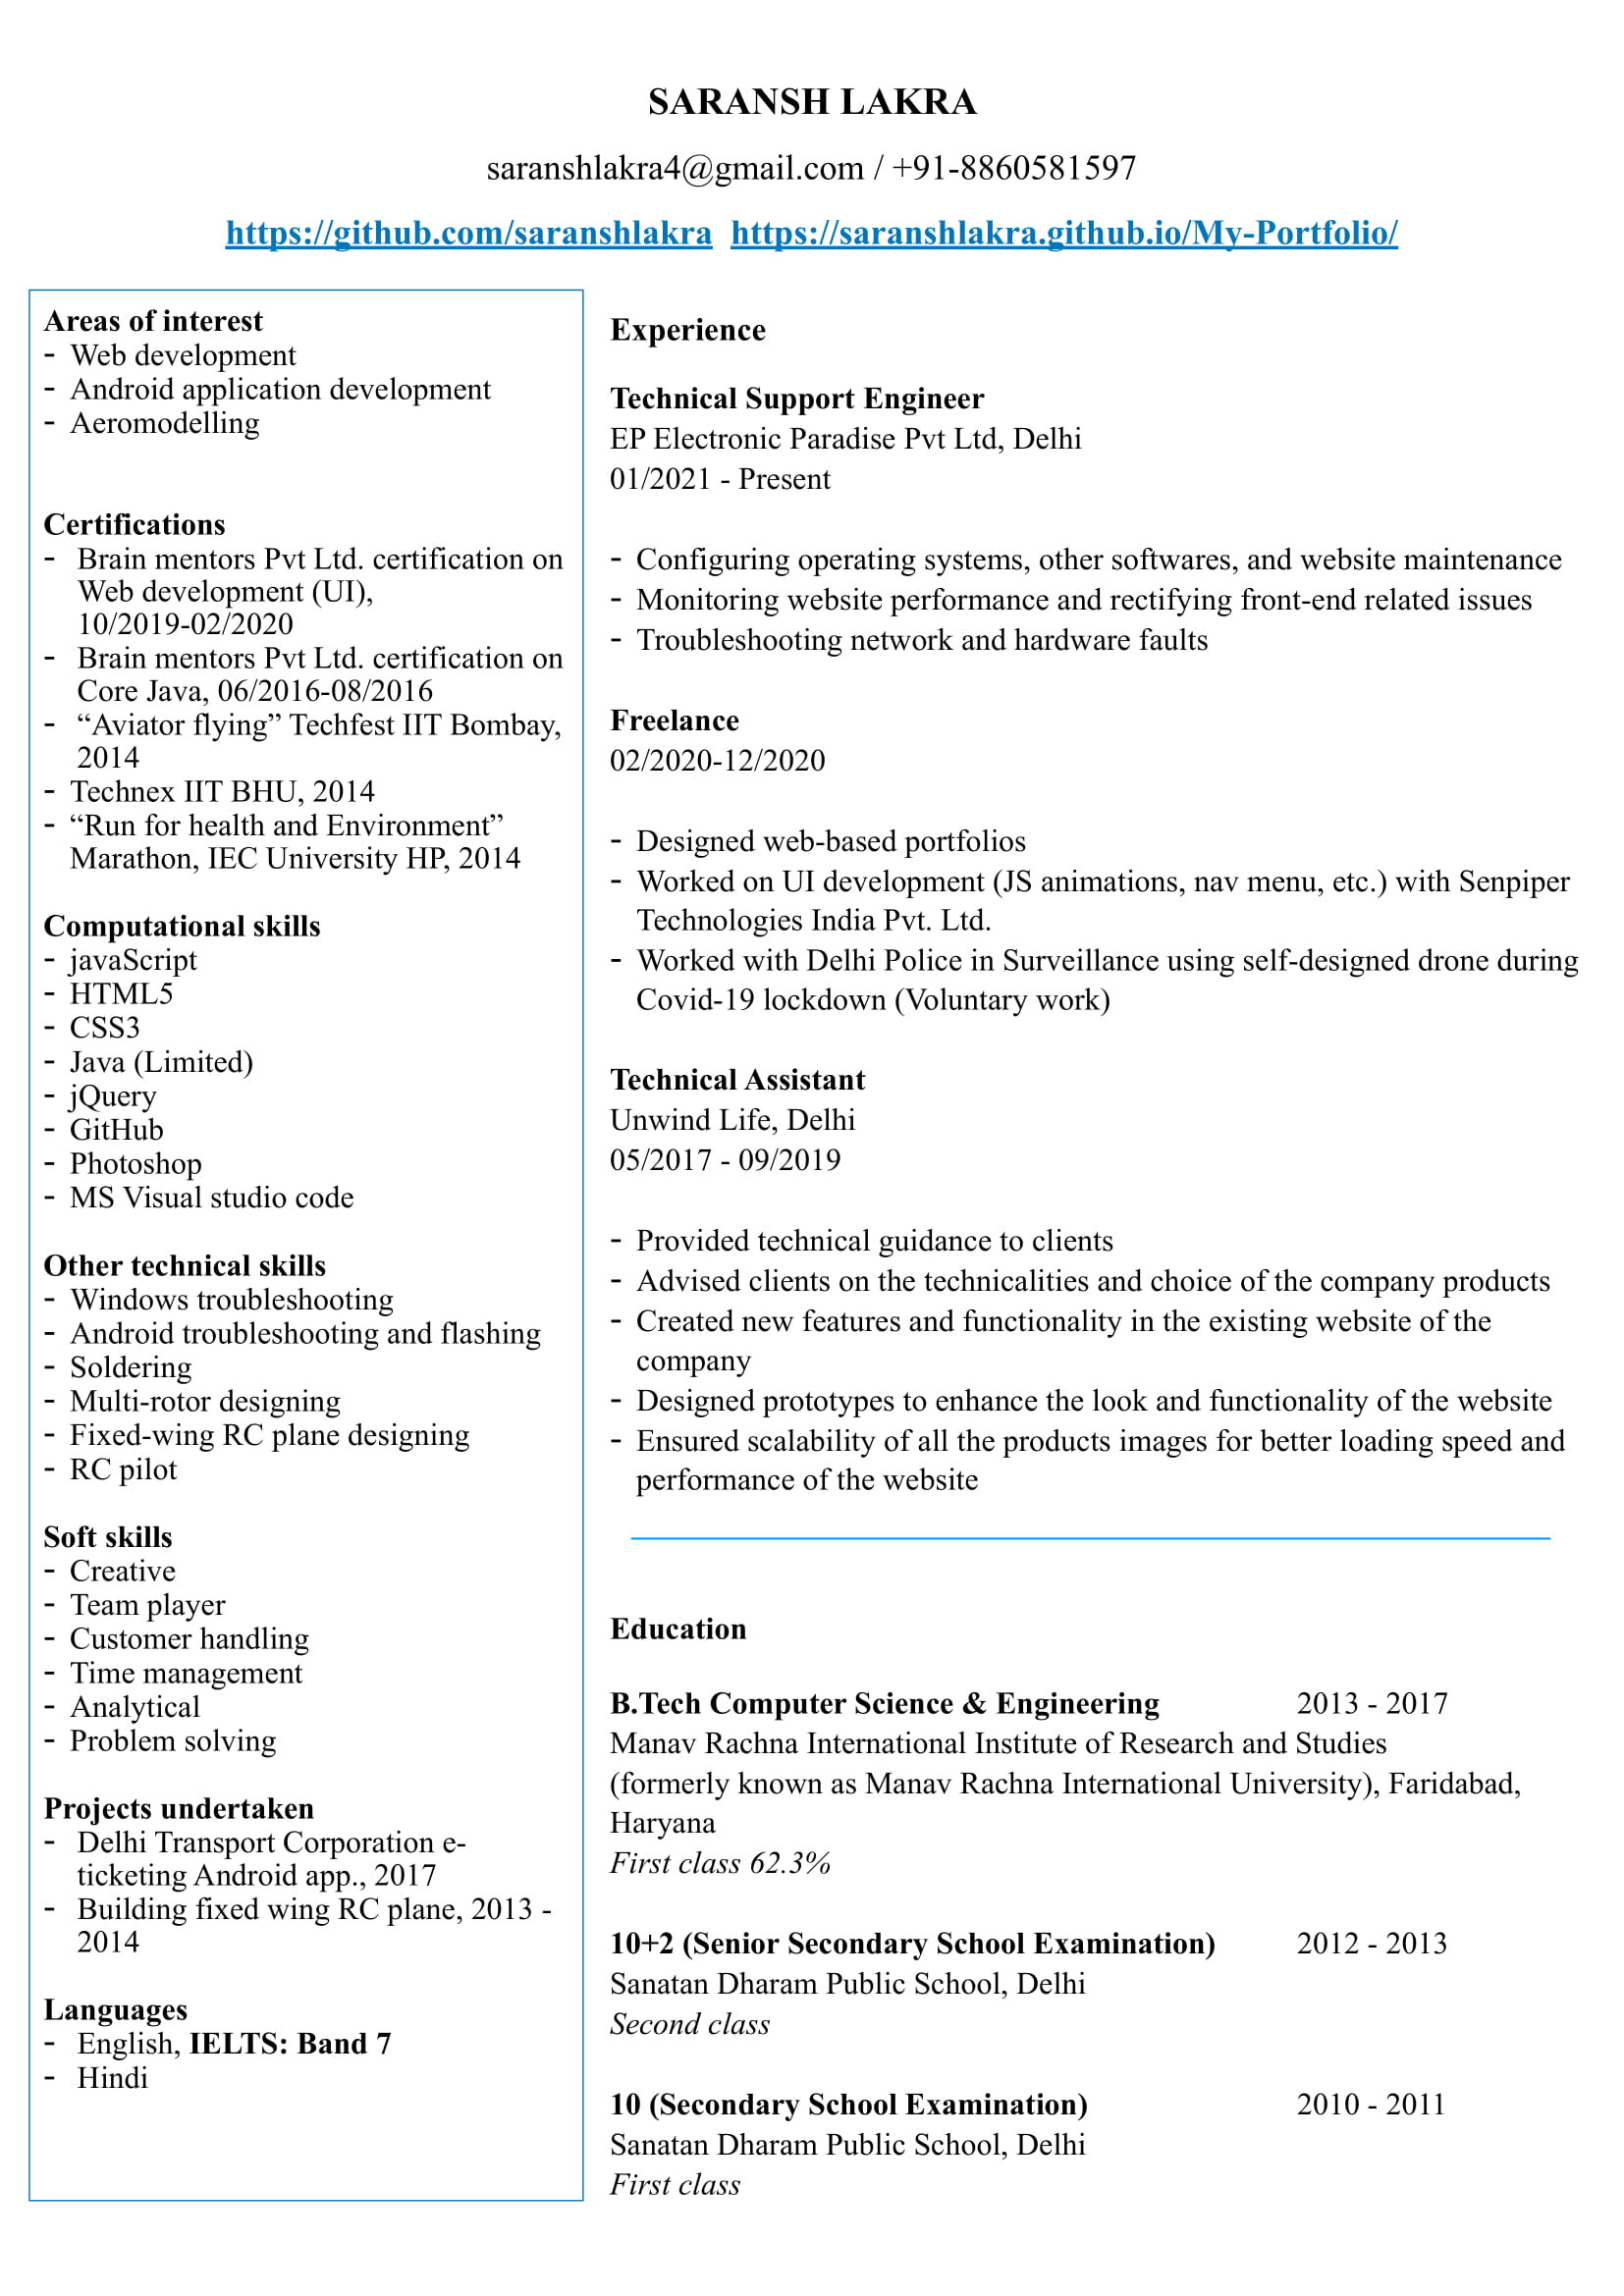 SARANSH LAKRA
saranshlakra4@gmail.com / +91-8860581597
https://github.com/saranshlakra https://saranshlakra.github.io/My-Portfolio/
Areas of interest
- Web development
- Android application development
- Aeromodelling
Certifications
- Brain mentors Pvt Ltd. certification on
Web development (UI),
10/2019-02/2020
- Brain mentors Pvt Ltd. certification on
Core Java, 06/2016-08/2016
- “Aviator flying” Techfest IIT Bombay,
2014
- Technex IIT BHU, 2014
- “Run for health and Environment”
Marathon, IEC University HP, 2014
Computational skills
- javaScript
- HTML5
- CSS3
- Java (Limited)
- jQuery
- GitHub
- Photoshop
- MS Visual studio code
Other technical skills
- Windows troubleshooting
- Android troubleshooting and flashing
- Soldering
- Multi-rotor designing
- Fixed-wing RC plane designing
- RC pilot
Soft skills
- Creative
- Team player
- Customer handling
- Time management
- Analytical
- Problem solving
Projects undertaken
- Delhi Transport Corporation e-
ticketing Android app., 2017
- Building fixed wing RC plane, 2013 -
2014
Languages
- English, IELTS: Band 7
- Hindi
Experience
Technical Support Engineer
EP Electronic Paradise Pvt Ltd, Delhi
01/2021 - Present
- Configuring operating systems, other softwares, and website maintenance
- Monitoring website performance and rectifying front-end related issues
- Troubleshooting network and hardware faults
Freelance
02/2020-12/2020
- Designed web-based portfolios
- Worked on UI development (JS animations, nav menu, etc.) with Senpiper
Technologies India Pvt. Ltd.
- Worked with Delhi Police in Surveillance using self-designed drone during
Covid-19 lockdown (Voluntary work)
Technical Assistant
Unwind Life, Delhi
05/2017 - 09/2019
- Provided technical guidance to clients
- Advised clients on the technicalities and choice of the company products
- Created new features and functionality in the existing website of the
company
- Designed prototypes to enhance the look and functionality of the website
- Ensured scalability of all the products images for better loading speed and
performance of the website
Education
B.Tech Computer Science & Engineering 2013 - 2017
Manav Rachna International Institute of Research and Studies
(formerly known as Manav Rachna International University), Faridabad,
Haryana
First class 62.3%
10+2 (Senior Secondary School Examination) 2012 - 2013
Sanatan Dharam Public School, Delhi
Second class
10 (Secondary School Examination) 2010 - 2011
Sanatan Dharam Public School, Delhi
First class